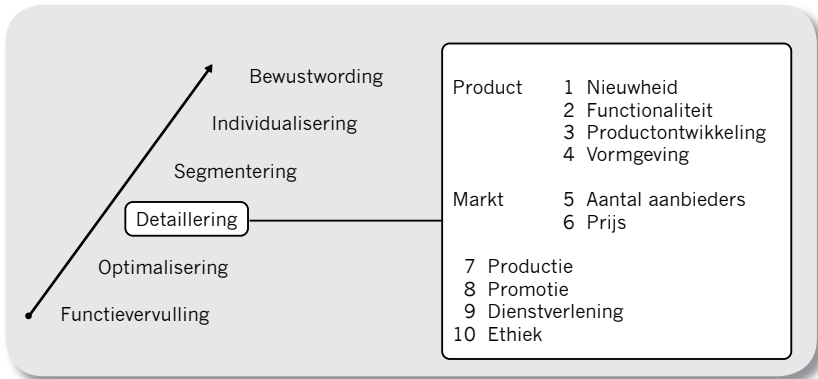 Bewustwording
Individualisering
Segmentering
Detaillering
Optimalisering
Functievervulling
Product 1 Nieuwheid
2 Functionaliteit
3 Productontwikkeling
4 Vormgeving
Markt 5 Aantal aanbieders
6 Prijs
7 Productie
8 Promotie
9 Dienstverlening
10 Ethiek